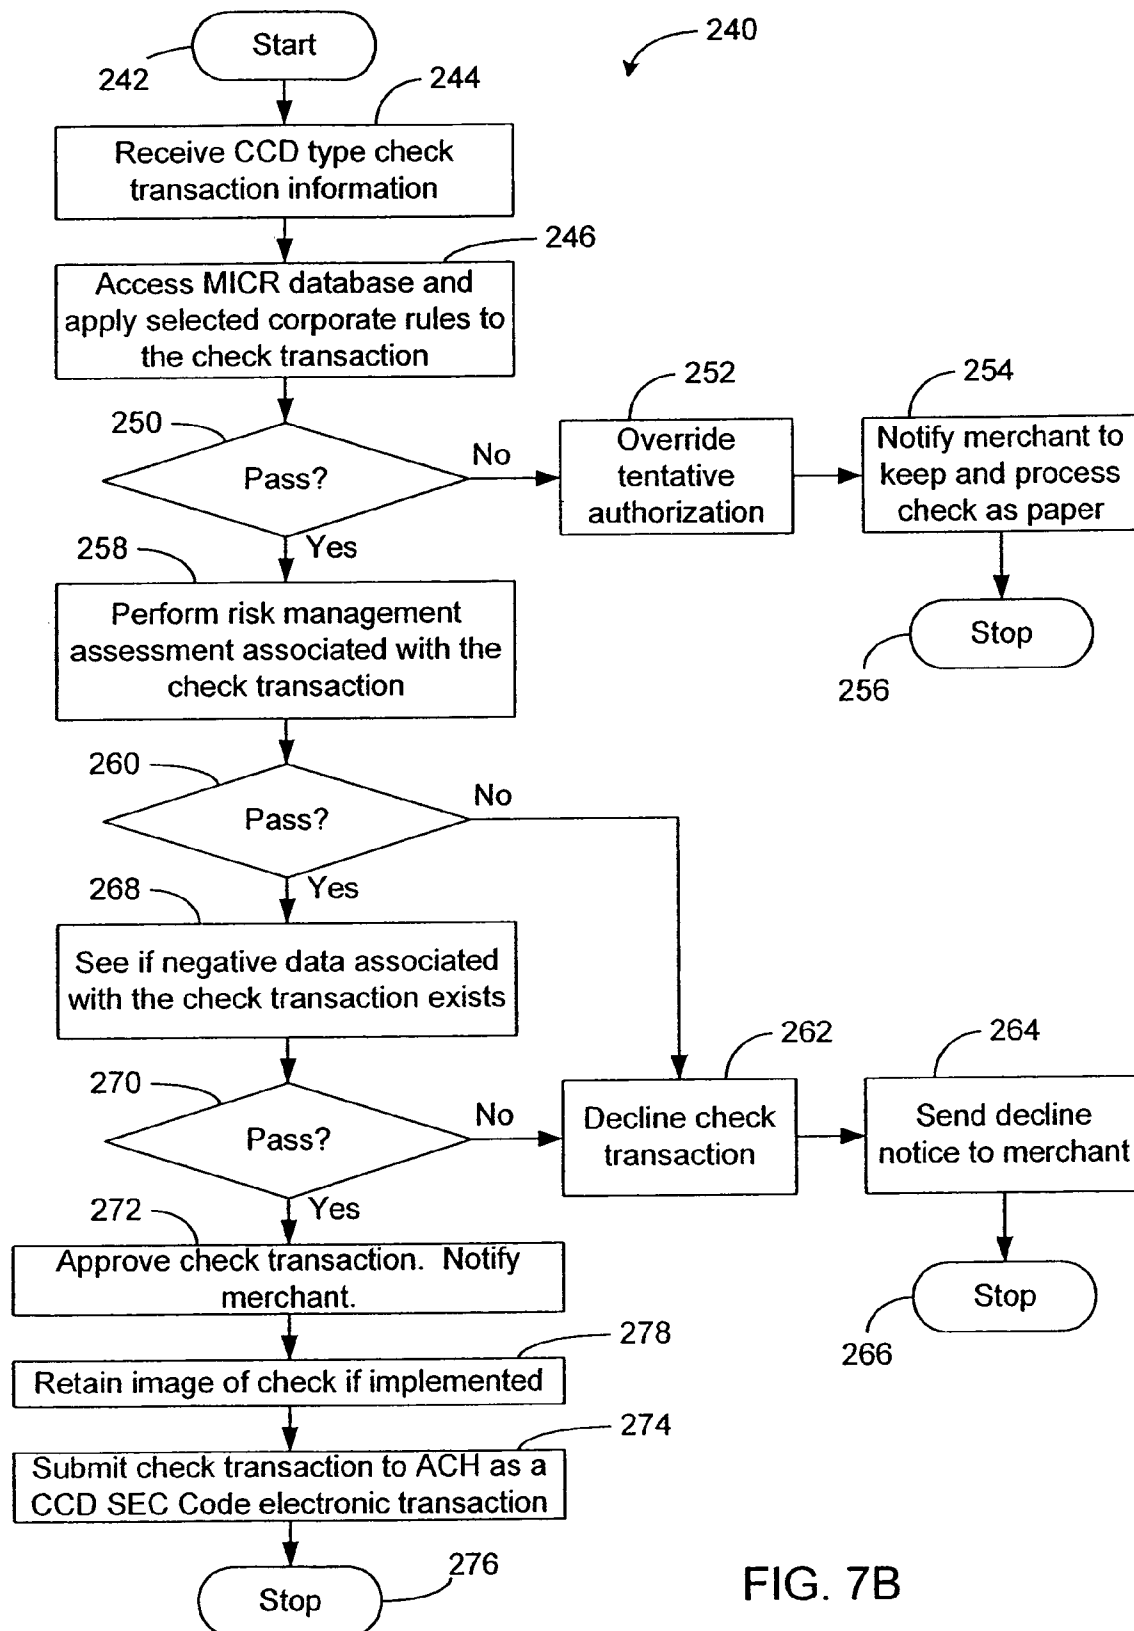 Start
240
242
244
Receive CCD type check
transaction information
246
Access MICR database and
apply selected corporate rules to
the check transaction
250
Pass?
No
252
Override
tentative
authorization
254
Notify merchant to
keep and process
check as paper
Yes
258
Perform risk management
assessment associated with the
check transaction
Stop
256
260
Pass?
No
Yes
268
See if negative data associated
with the check transaction exists
270
Pass?
No
262
Decline check
transaction
264
Send decline
notice to merchant
Yes
272
Approve check transaction. Notify
merchant.
Stop
266
278
Retain image of check if implemented
274
Submit check transaction to ACH as a
CCD SEC Code electronic transaction
276
Stop
FIG. 7B